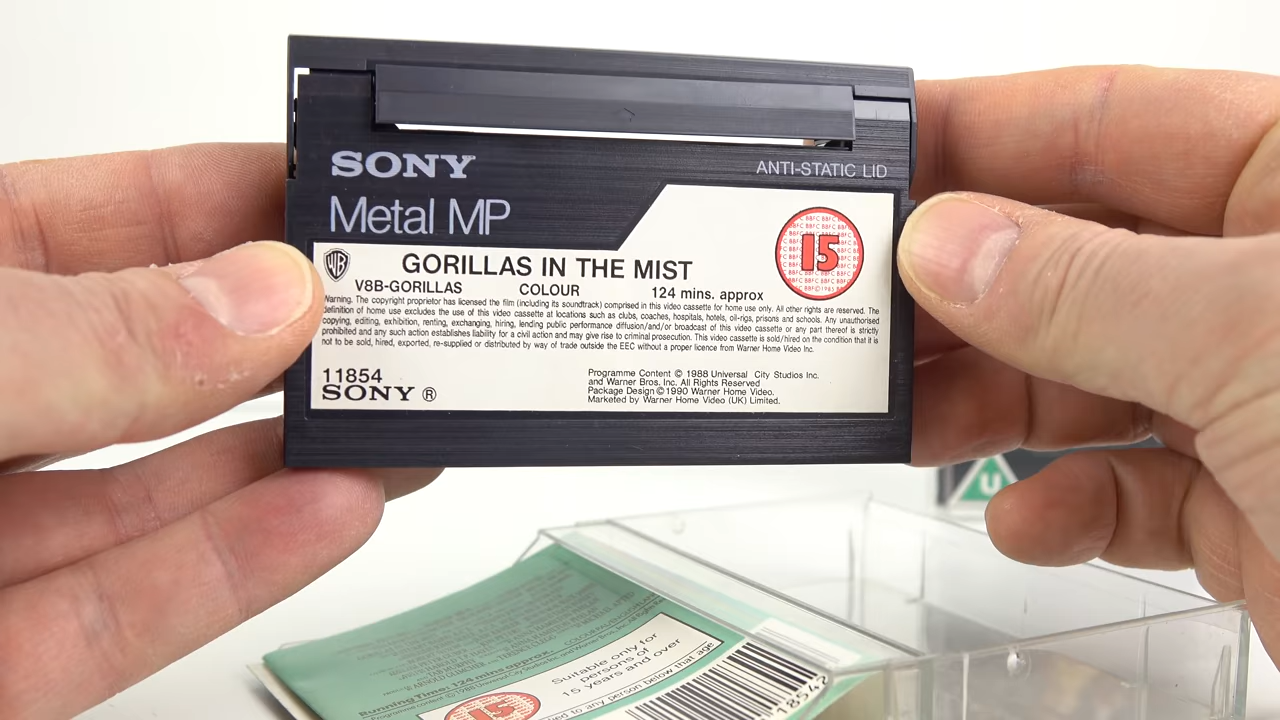 SONY
ANTI-STATIC LID
Metal MP
15
WB
GORILLAS IN THE MIST
V8B-GORILLAS COLOUR 124 mins. approx
Warning. The copyright proprietor has licensed the film (including its soundtrack) comprised in this video cassette for home use only. All other rights are reserved. The
definition of home use excludes the use of this video cassette at locations such as clubs, coaches, hospitals, hotels, oil-rigs, prisons and schools. Any unauthorised
copying, editing, exhibition, renting, exchanging, hiring, lending public performance diffusion/and/or broadcast of this video cassette or any part thereof is strictly
prohibited and any such action establishes liability for a civil action and may give rise to criminal prosecution. This video cassette is sold/hired on the condition that it is
not to be sold, hired, exported, re-supplied or distributed by way of trade outside the EEC without a proper licence from Warner Home Video Inc.
11854
SONY ®
Programme Content © 1988 Universal City Studios Inc.
and Warner Bros. Inc. All Rights Reserved
Package Design © 1990 Warner Home Video.
Marketed by Warner Home Video (UK) Limited.
U
Running Time: 124 mins approx.
Suitable only for
persons of
15 years and over
15
any person below that age